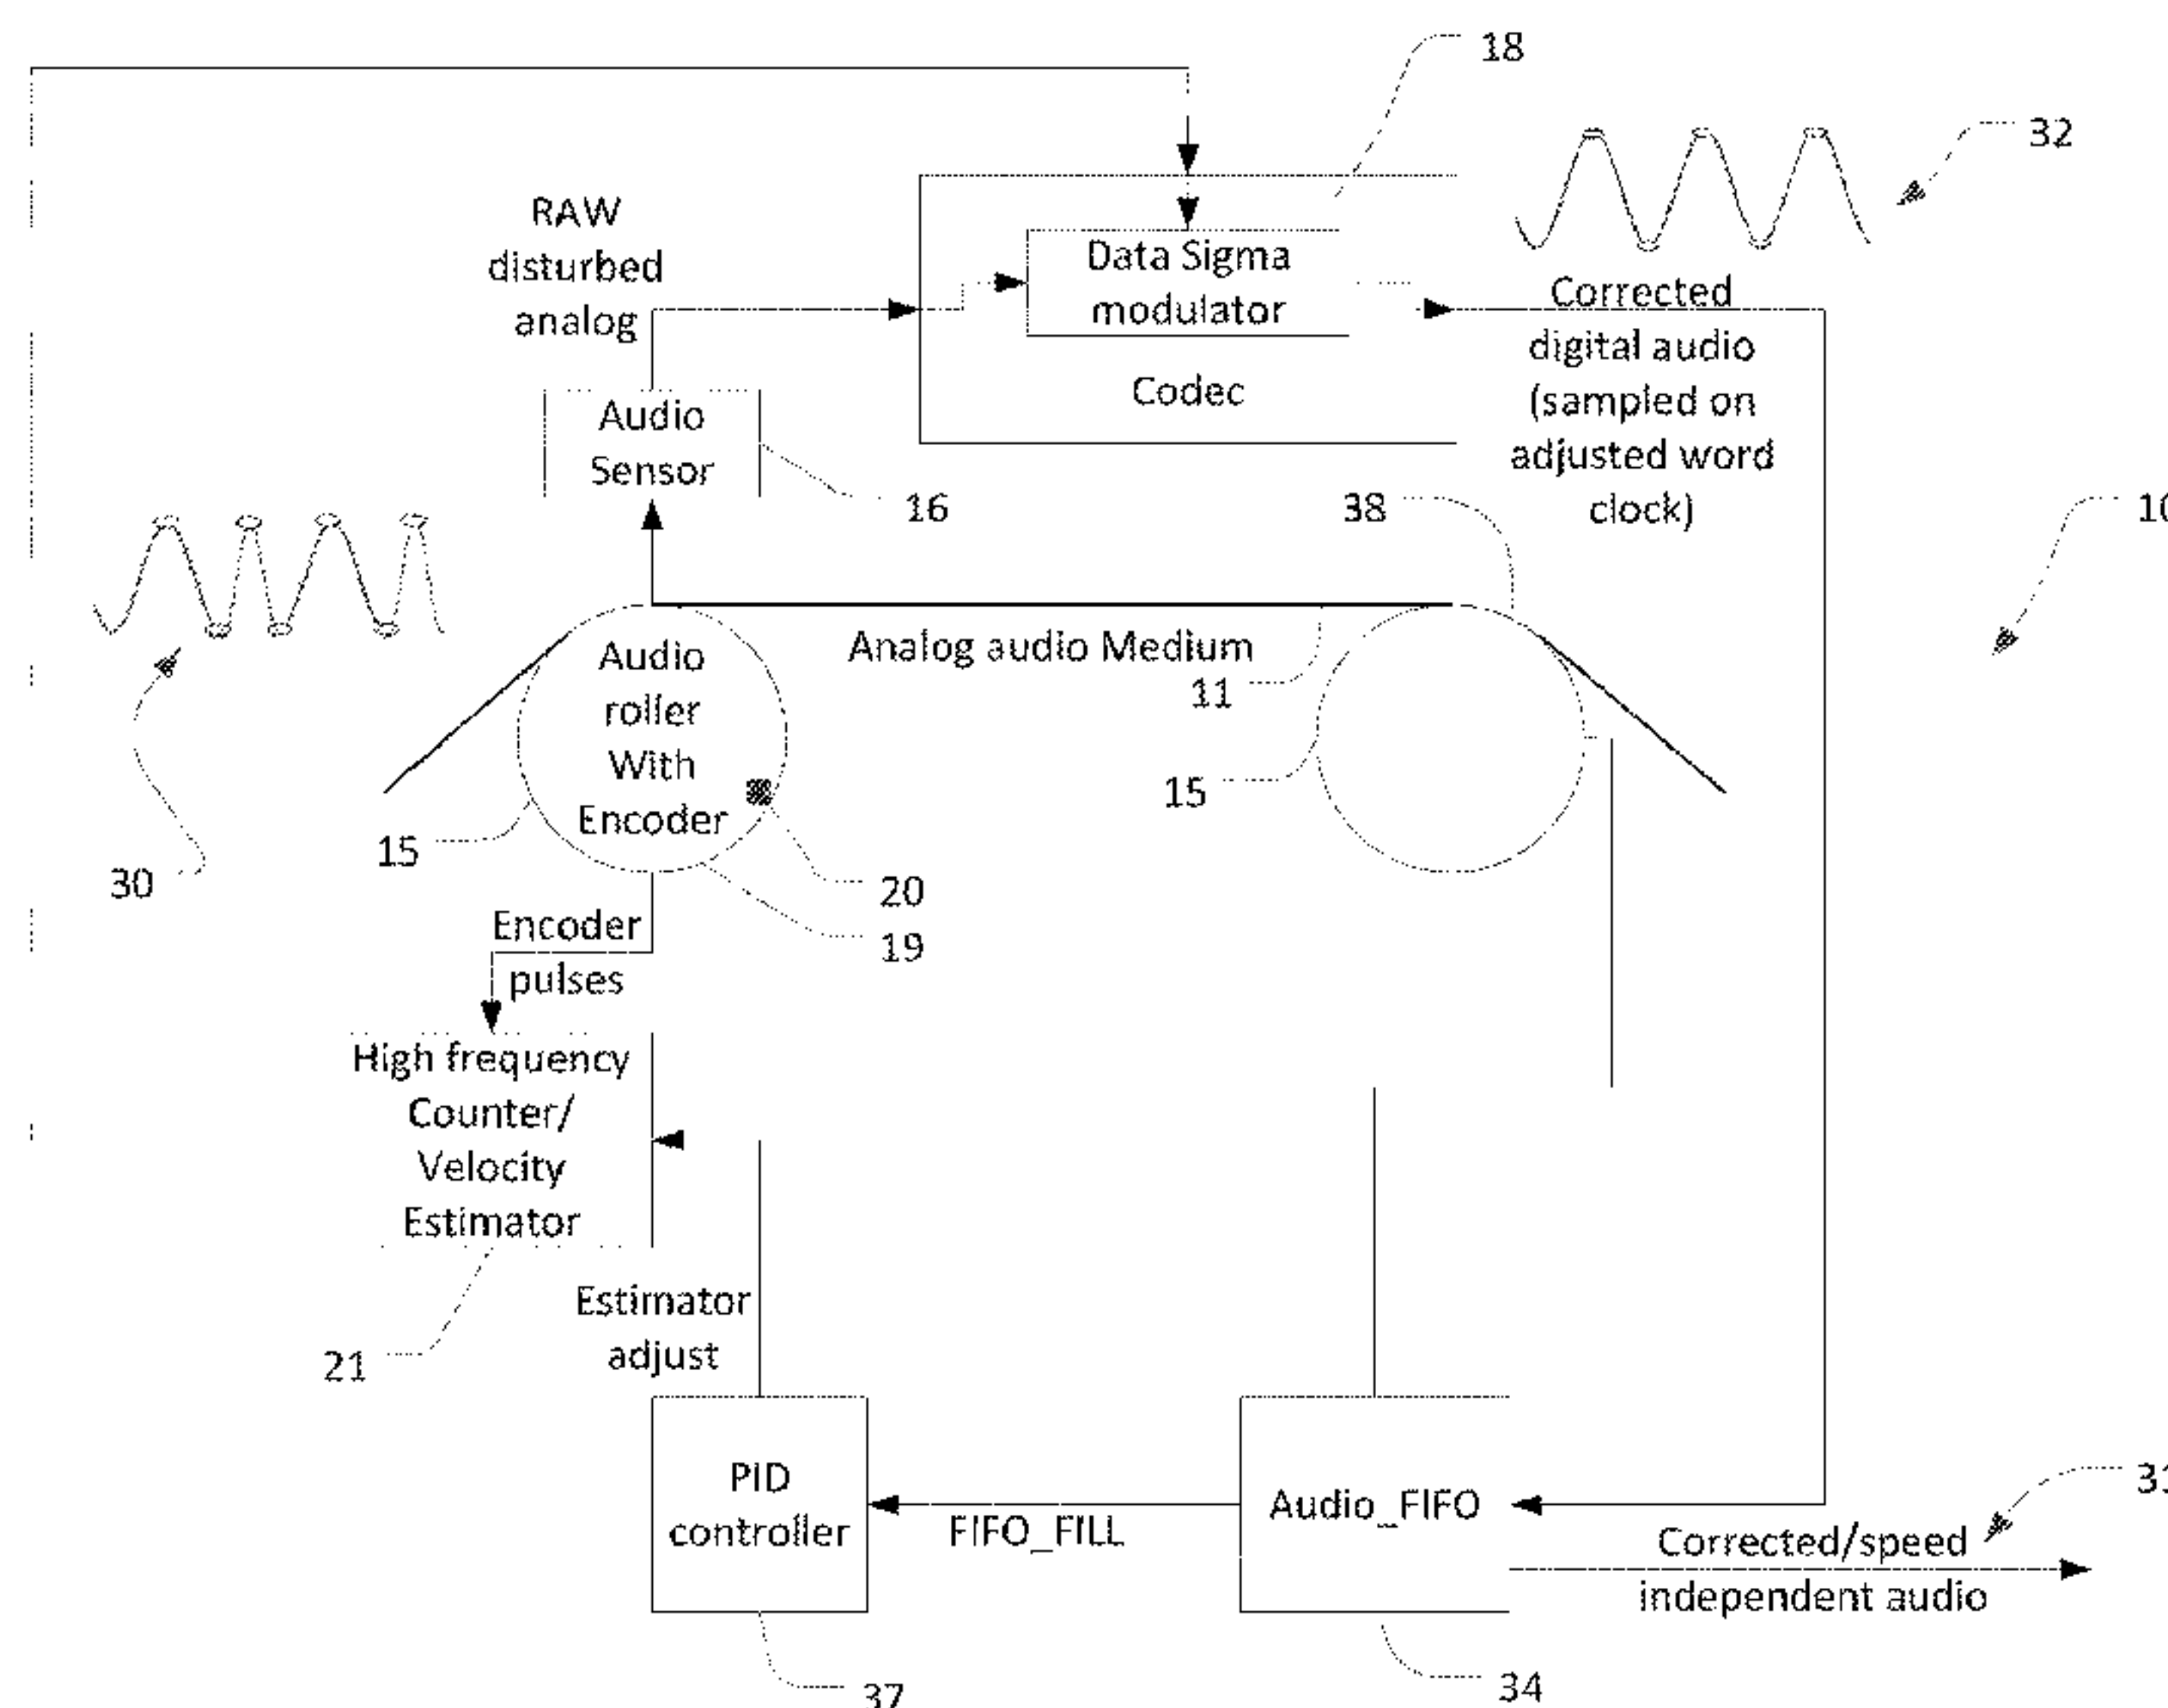 18
32
RAW
disturbed
analog
Data Sigma
modulator
Codec
Corrected
digital audio
(sampled on
adjusted word
clock)
Audio
Sensor
16
38
10
Analog audio Medium
11
Audio
roller
With
Encoder
15
15
30
20
19
Encoder
pulses
High frequency
Counter/
Velocity
Estimator
21
Estimator
adjust
PID
controller
FIFO_FILL
Audio_FIFO
Corrected/speed
independent audio
37
34